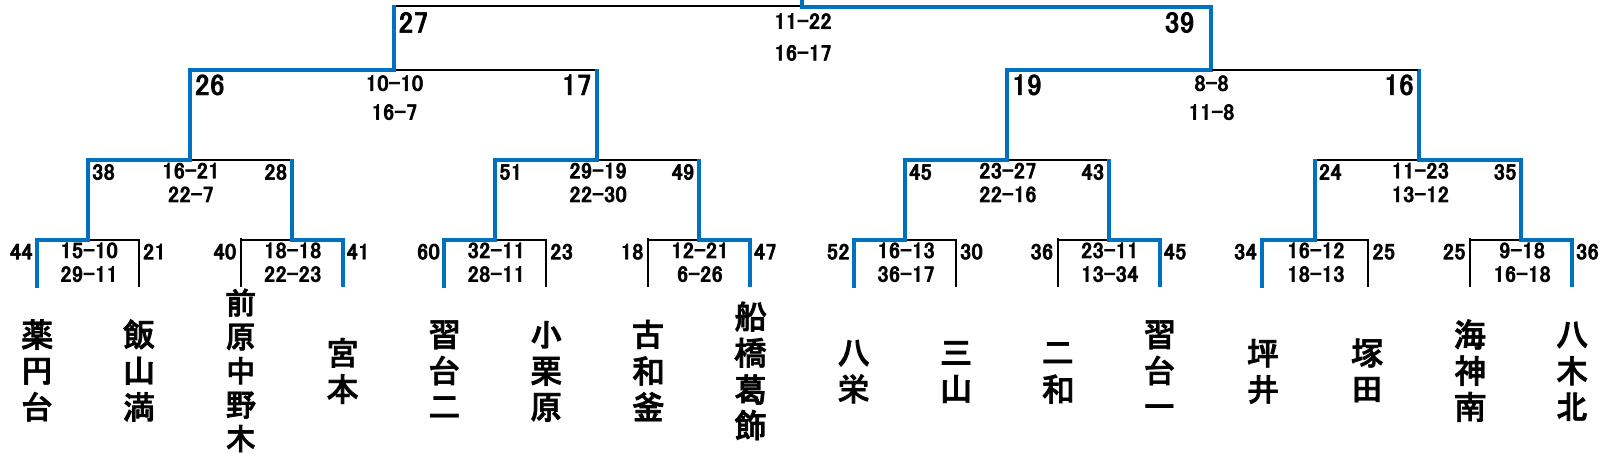 27 11-22 39
16-17
26 10-10 17 19 8-8 16
16-7 11-8
38 16-21 28 51 29-19 49 45 23-27 43 24 11-23 35
22-7 22-30 22-16 13-12
44 15-10 21 40 18-18 41 60 32-11 23 18 12-21 47 52 16-13 30 36 23-11 45 34 16-12 25 25 9-18 36
29-11 22-23 28-11 6-26 36-17 13-34 18-13 16-18
薬円台
飯山満
前原中野木
宮本
習台二
小栗原
古和釜
船橋葛飾
八栄
三山
二和
習台一
坪井
塚田
海神南
八木北